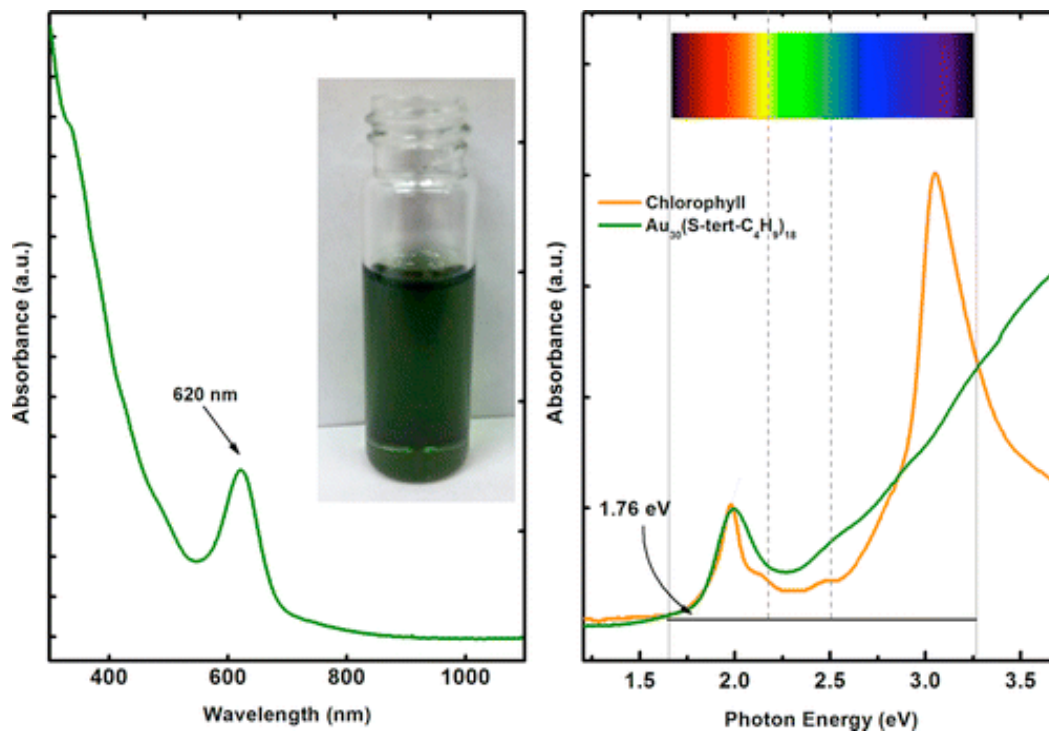 Absorbance (a.u.)
620 nm
400
600
800
1000
Wavelength (nm)
Absorbance (a.u.)
Chlorophyll
Au₃₀(S-tert-C₄H₉)₁₈
1.76 eV
1.5
2.0
2.5
3.0
3.5
Photon Energy (eV)